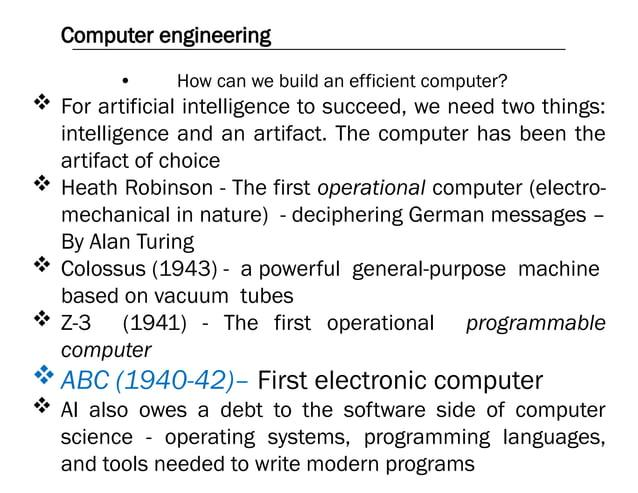 Computer engineering
• How can we build an efficient computer?
❖ For artificial intelligence to succeed, we need two things:
intelligence and an artifact. The computer has been the
artifact of choice
❖ Heath Robinson - The first operational computer (electro-
mechanical in nature) - deciphering German messages –
By Alan Turing
❖ Colossus (1943) - a powerful general-purpose machine
based on vacuum tubes
❖ Z-3 (1941) - The first operational programmable
computer
❖ ABC (1940-42)– First electronic computer
❖ AI also owes a debt to the software side of computer
science - operating systems, programming languages,
and tools needed to write modern programs